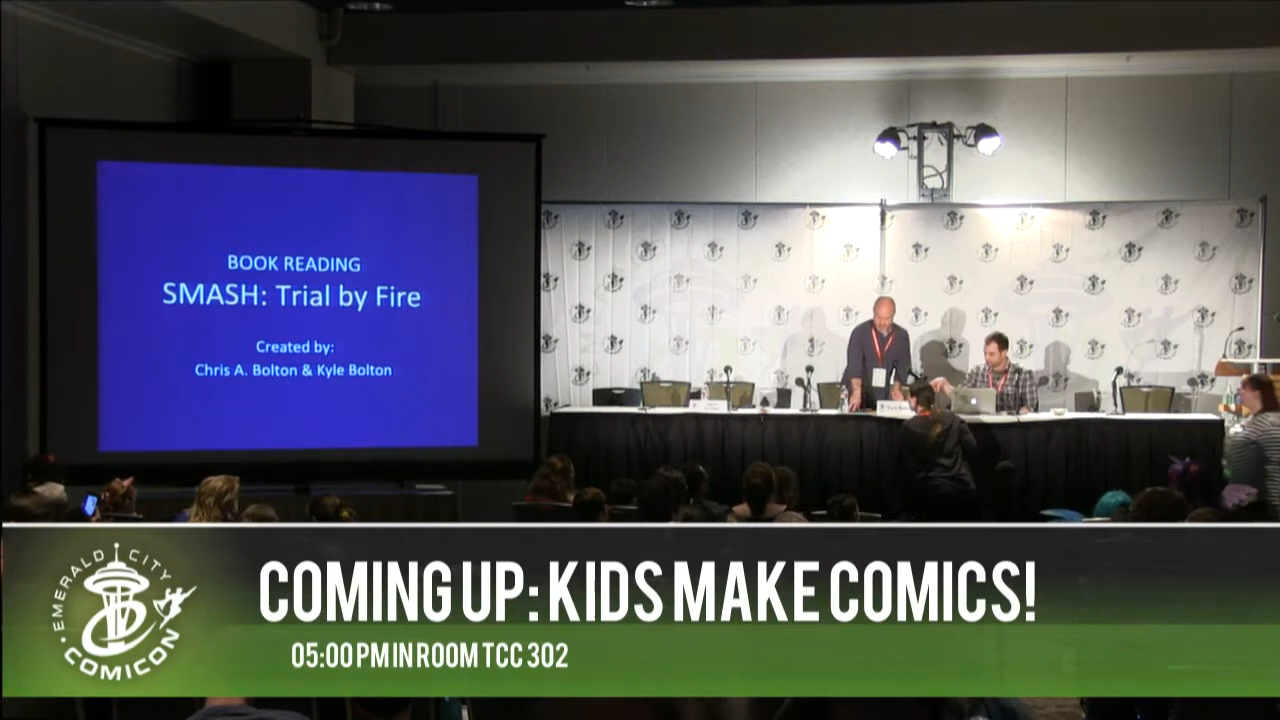 BOOK READING
SMASH: Trial by Fire
Created by:
Chris A. Bolton & Kyle Bolton
EMERALD CITY
COMICON
COMING UP: KIDS MAKE COMICS!
05:00 PM IN ROOM TCC 302